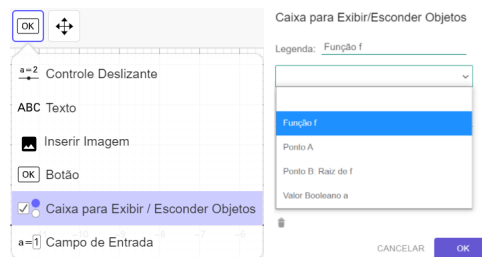 OK
a=2 Controle Deslizante
ABC Texto
Inserir Imagem
OK Botão
Caixa para Exibir / Esconder Objetos
a=1 Campo de Entrada
Caixa para Exibir/Esconder Objetos
Legenda: Função f
Função f
Ponto A
Ponto B Raiz de f
Valor Booleano a
CANCELAR OK